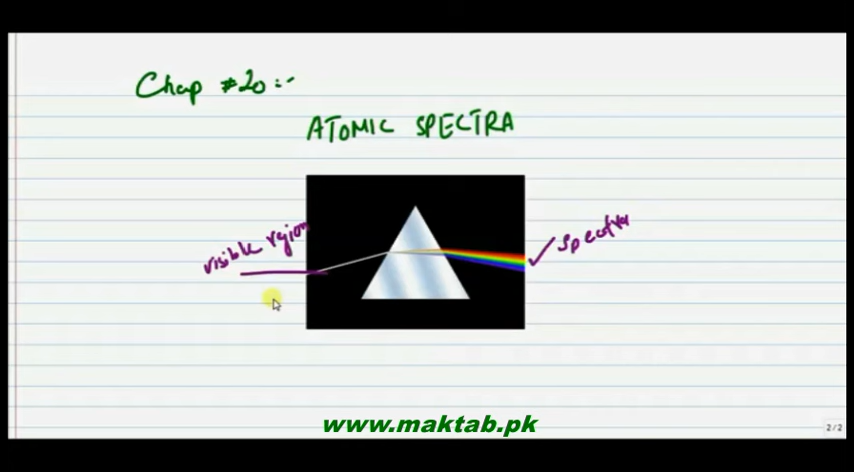 Chap #20:-
ATOMIC SPECTRA
visible region
spectra
www.maktab.pk
2/2